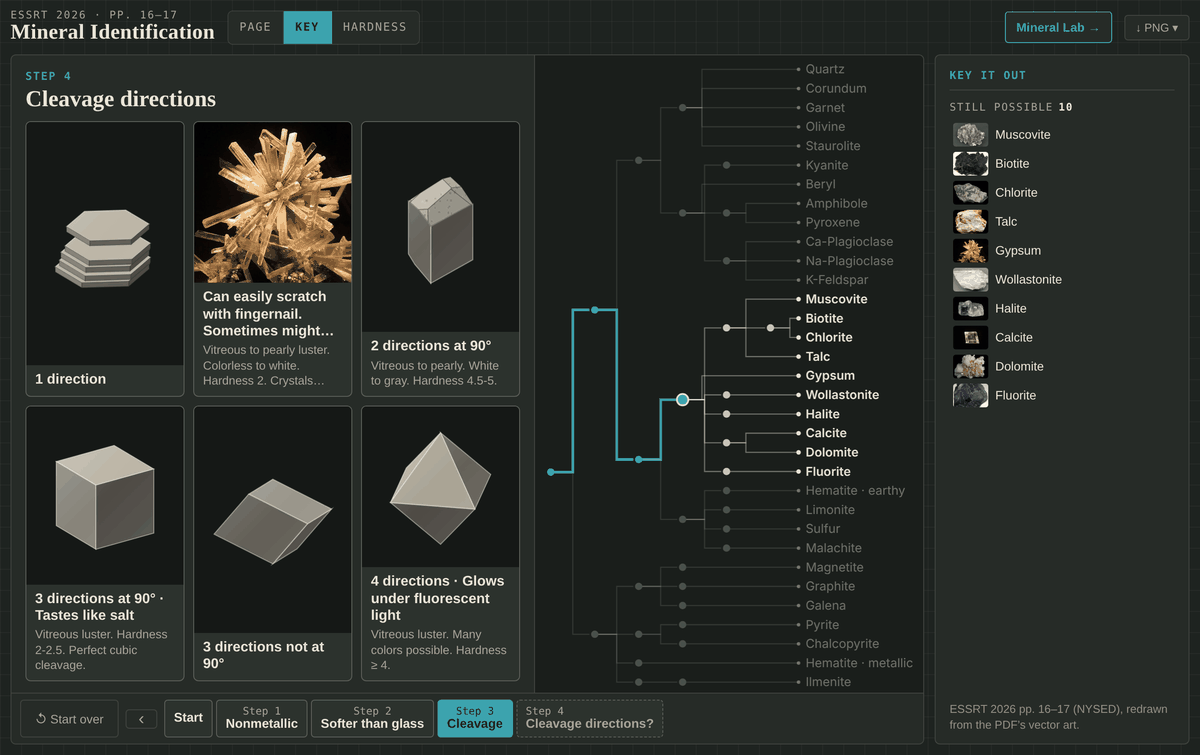 ESSRT 2026 · PP. 16–17
Mineral Identification
PAGE
KEY
HARDNESS
Mineral Lab →
↓ PNG ▾
STEP 4
Cleavage directions
1 direction
Can easily scratch
with fingernail.
Sometimes might…
Vitreous to pearly luster.
Colorless to white.
Hardness 2. Crystals…
2 directions at 90°
Vitreous to pearly. White
to gray. Hardness 4.5-5.
3 directions at 90° ·
Tastes like salt
Vitreous luster. Hardness
2-2.5. Perfect cubic
cleavage.
3 directions not at
90°
4 directions · Glows
under fluorescent
light
Vitreous luster. Many
colors possible. Hardness
≥ 4.
Quartz
Corundum
Garnet
Olivine
Staurolite
Kyanite
Beryl
Amphibole
Pyroxene
Ca-Plagioclase
Na-Plagioclase
K-Feldspar
Muscovite
Biotite
Chlorite
Talc
Gypsum
Wollastonite
Halite
Calcite
Dolomite
Fluorite
Hematite · earthy
Limonite
Sulfur
Malachite
Magnetite
Graphite
Galena
Pyrite
Chalcopyrite
Hematite · metallic
Ilmenite
KEY IT OUT
STILL POSSIBLE 10
Muscovite
Biotite
Chlorite
Talc
Gypsum
Wollastonite
Halite
Calcite
Dolomite
Fluorite
ESSRT 2026 pp. 16–17 (NYSED), redrawn
from the PDF's vector art.
↺ Start over
‹
Start
Step 1
Nonmetallic
Step 2
Softer than glass
Step 3
Cleavage
Step 4
Cleavage directions?